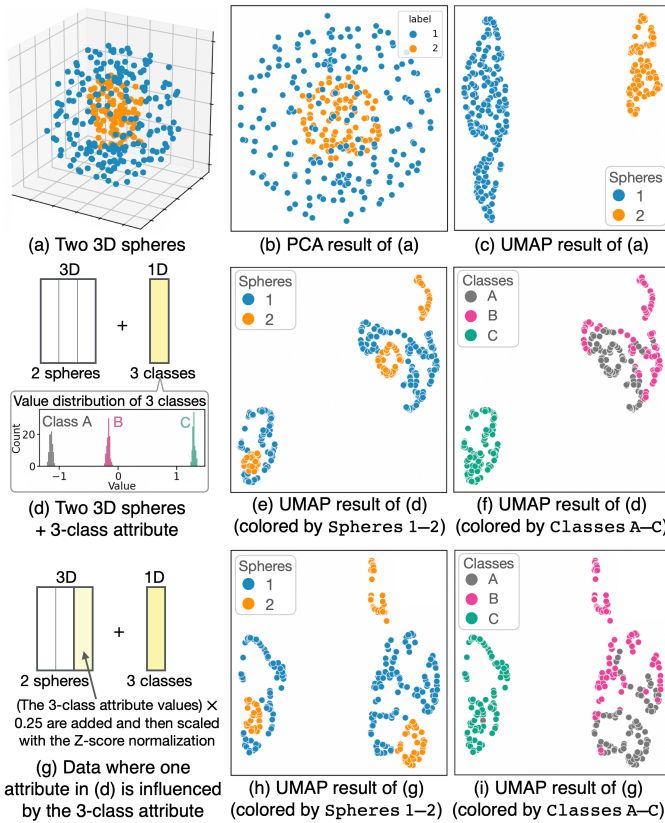 label
1
2
Spheres
1
2
(a) Two 3D spheres
(b) PCA result of (a)
(c) UMAP result of (a)
3D
1D
+
2 spheres
3 classes
Value distribution of 3 classes
Class A
B
C
Count
20
0
−1
0
1
Value
(d) Two 3D spheres
+ 3-class attribute
Spheres
1
2
(e) UMAP result of (d)
(colored by Spheres 1–2)
Classes
A
B
C
(f) UMAP result of (d)
(colored by Classes A–C)
3D
1D
+
2 spheres
3 classes
(The 3-class attribute values) ×
0.25 are added and then scaled
with the Z-score normalization
(g) Data where one
attribute in (d) is influenced
by the 3-class attribute
Spheres
1
2
(h) UMAP result of (g)
(colored by Spheres 1–2)
Classes
A
B
C
(i) UMAP result of (g)
(colored by Classes A–C)